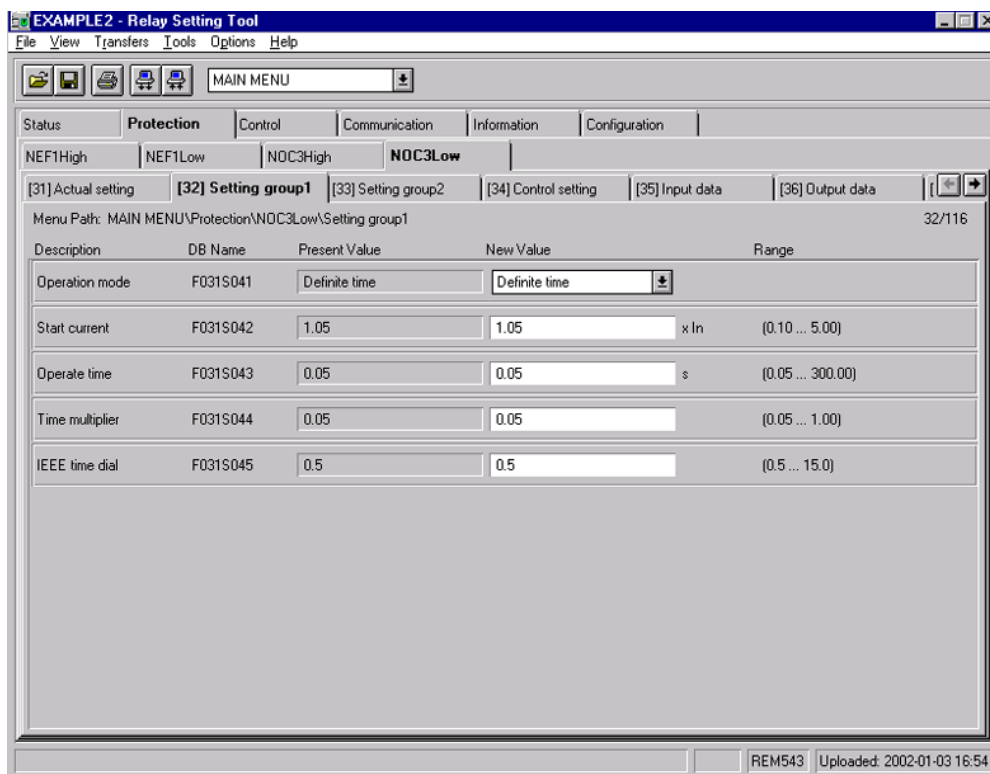 EXAMPLE2 - Relay Setting Tool
File View Transfers Tools Options Help
MAIN MENU
Status Protection Control Communication Information Configuration
NEF1High NEF1Low NOC3High NOC3Low
[31] Actual setting [32] Setting group1 [33] Setting group2 [34] Control setting [35] Input data [36] Output data [
Menu Path: MAIN MENU\Protection\NOC3Low\Setting group1 32/116
Description DB Name Present Value New Value Range
Operation mode F031S041 Definite time Definite time
Start current F031S042 1.05 1.05 x In (0.10 ... 5.00)
Operate time F031S043 0.05 0.05 s (0.05 ... 300.00)
Time multiplier F031S044 0.05 0.05 (0.05 ... 1.00)
IEEE time dial F031S045 0.5 0.5 (0.5 ... 15.0)
REM543 Uploaded: 2002-01-03 16:54